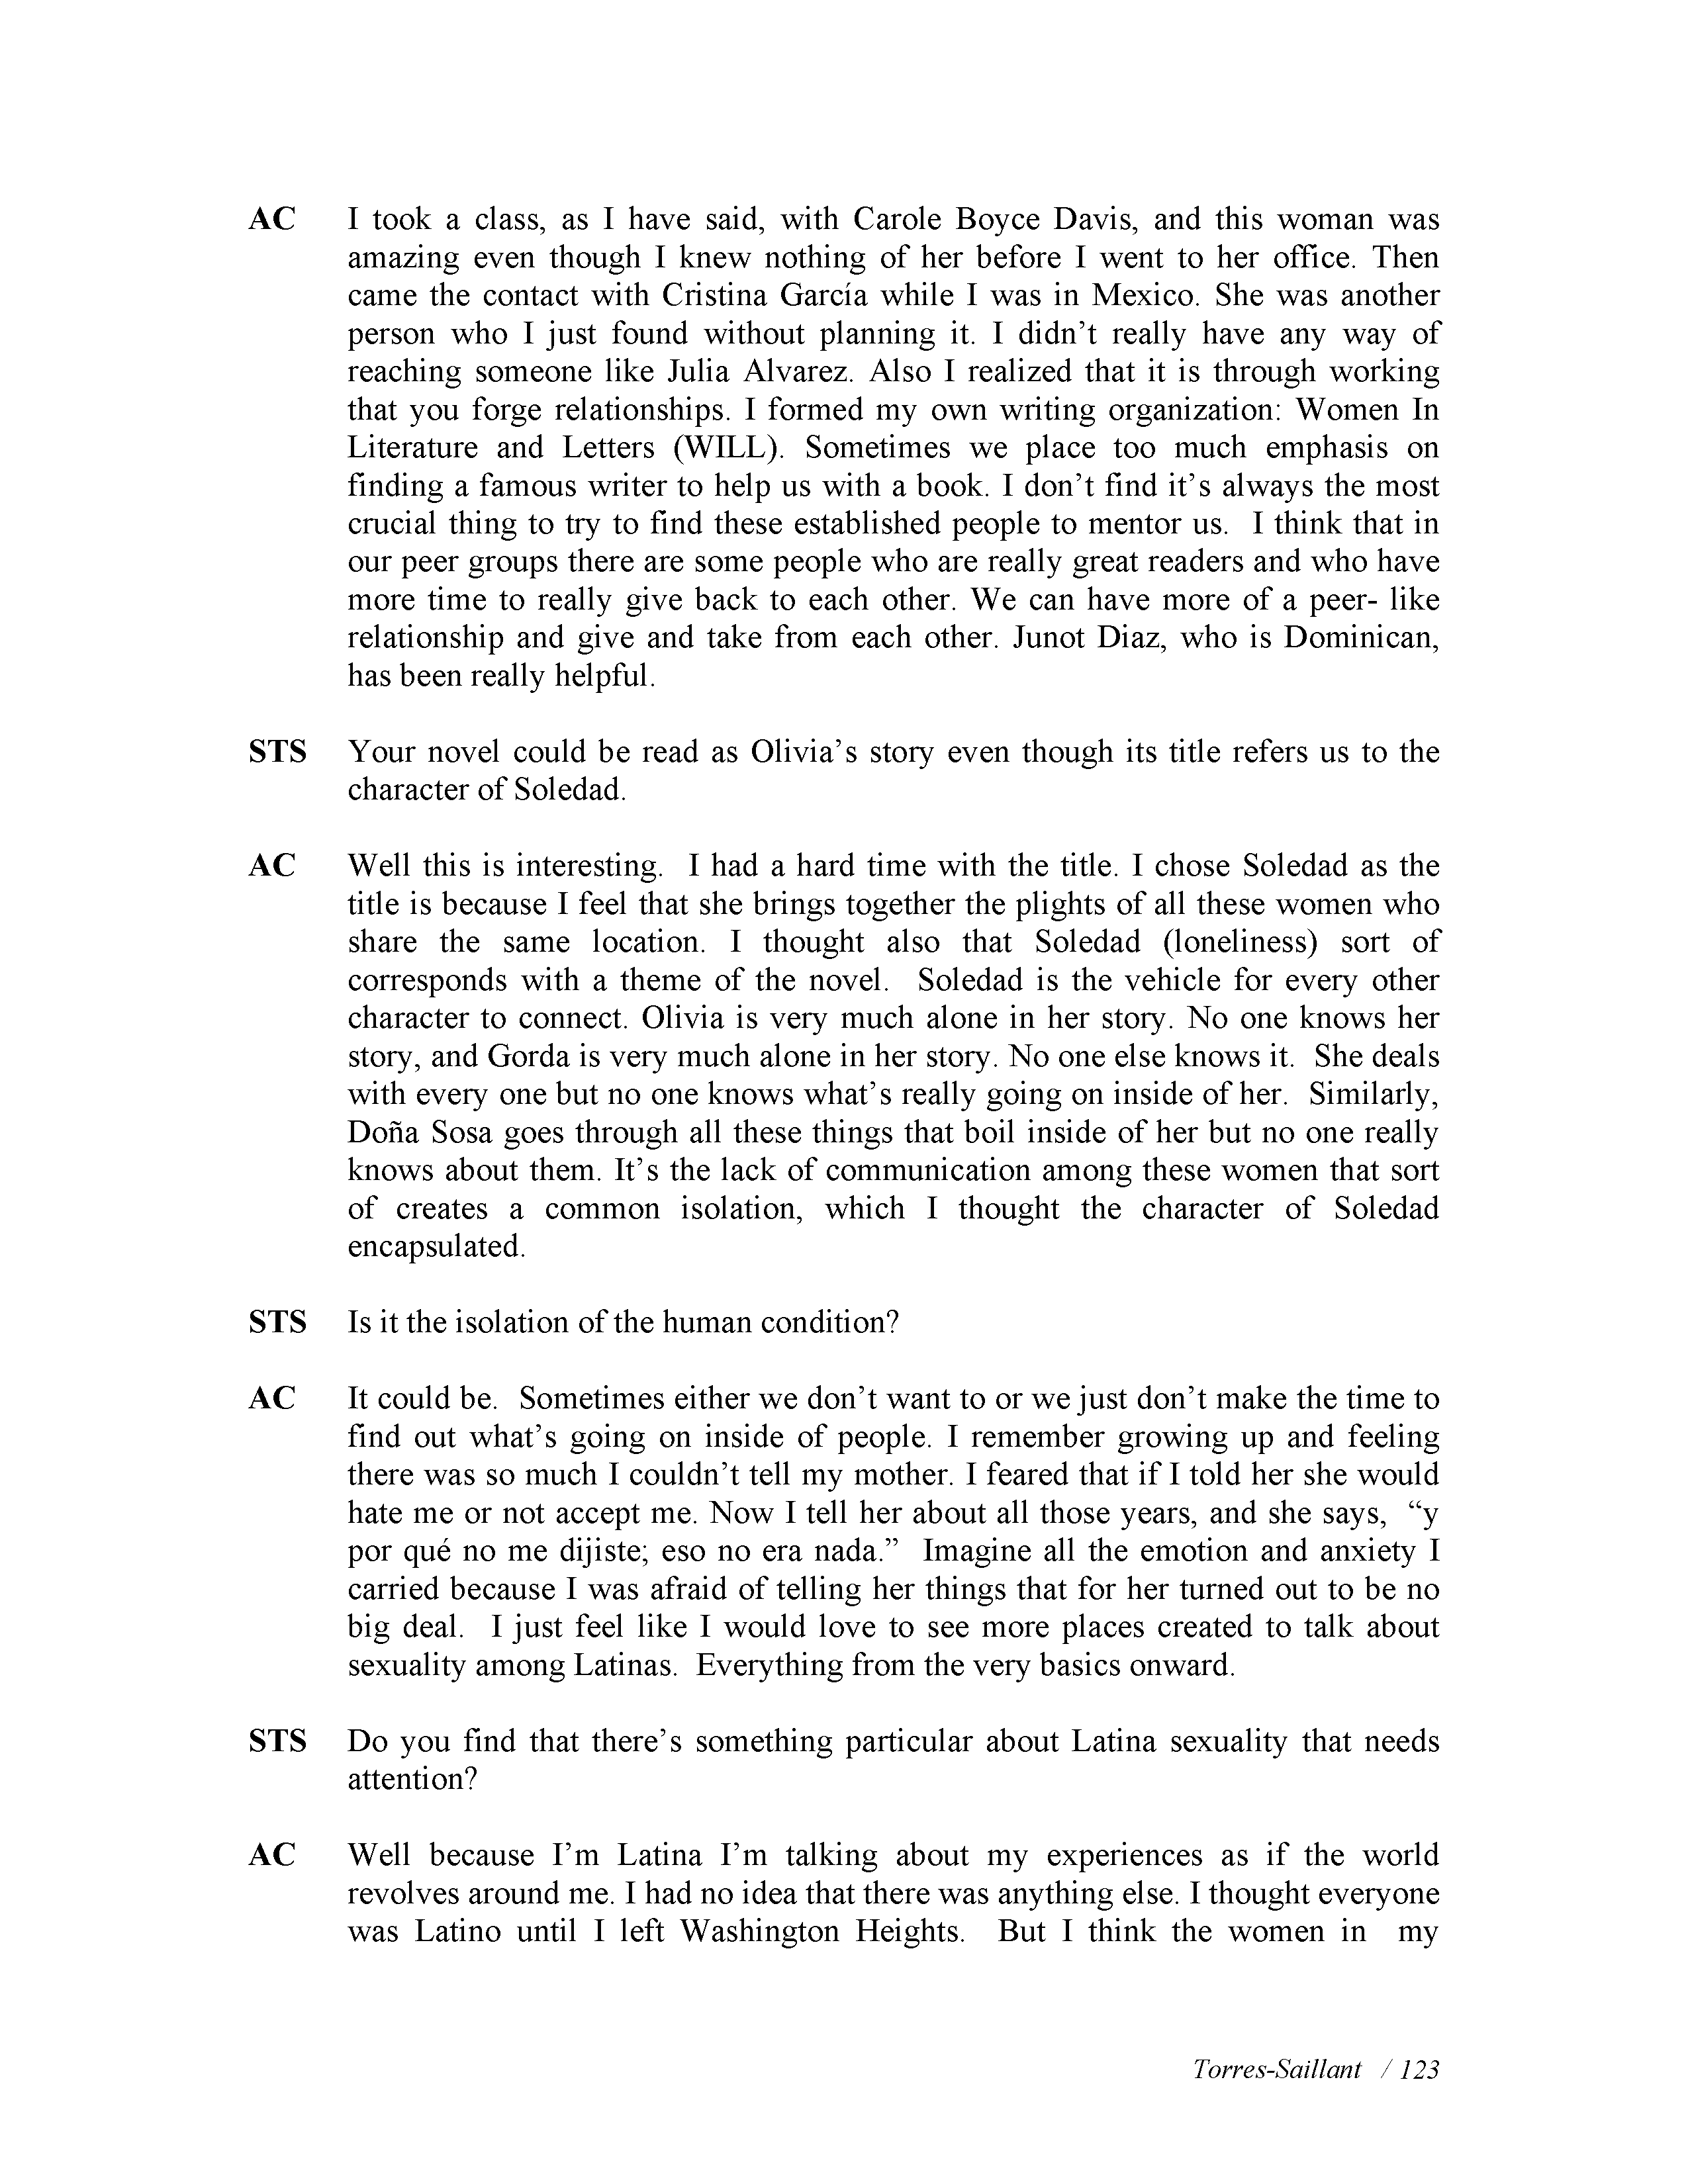 AC I took a class, as I have said, with Carole Boyce Davis, and this woman was
amazing even though I knew nothing of her before I went to her office. Then
came the contact with Cristina García while I was in Mexico. She was another
person who I just found without planning it. I didn’t really have any way of
reaching someone like Julia Alvarez. Also I realized that it is through working
that you forge relationships. I formed my own writing organization: Women In
Literature and Letters (WILL). Sometimes we place too much emphasis on
finding a famous writer to help us with a book. I don’t find it’s always the most
crucial thing to try to find these established people to mentor us.  I think that in
our peer groups there are some people who are really great readers and who have
more time to really give back to each other. We can have more of a peer- like
relationship and give and take from each other. Junot Diaz, who is Dominican,
has been really helpful.
STS Your novel could be read as Olivia’s story even though its title refers us to the
character of Soledad.
AC Well this is interesting.  I had a hard time with the title. I chose Soledad as the
title is because I feel that she brings together the plights of all these women who
share the same location. I thought also that Soledad (loneliness) sort of
corresponds with a theme of the novel.  Soledad is the vehicle for every other
character to connect. Olivia is very much alone in her story. No one knows her
story, and Gorda is very much alone in her story. No one else knows it.  She deals
with every one but no one knows what’s really going on inside of her.  Similarly,
Doña Sosa goes through all these things that boil inside of her but no one really
knows about them. It’s the lack of communication among these women that sort
of creates a common isolation, which I thought the character of Soledad
encapsulated.
STS Is it the isolation of the human condition?
AC It could be.  Sometimes either we don’t want to or we just don’t make the time to
find out what’s going on inside of people. I remember growing up and feeling
there was so much I couldn’t tell my mother. I feared that if I told her she would
hate me or not accept me. Now I tell her about all those years, and she says,  “y
por qué no me dijiste; eso no era nada.”  Imagine all the emotion and anxiety I
carried because I was afraid of telling her things that for her turned out to be no
big deal.  I just feel like I would love to see more places created to talk about
sexuality among Latinas.  Everything from the very basics onward.
STS Do you find that there’s something particular about Latina sexuality that needs
attention?
AC Well because I’m Latina I’m talking about my experiences as if the world
revolves around me. I had no idea that there was anything else. I thought everyone
was Latino until I left Washington Heights.  But I think the women in  my
Torres-Saillant  / 123